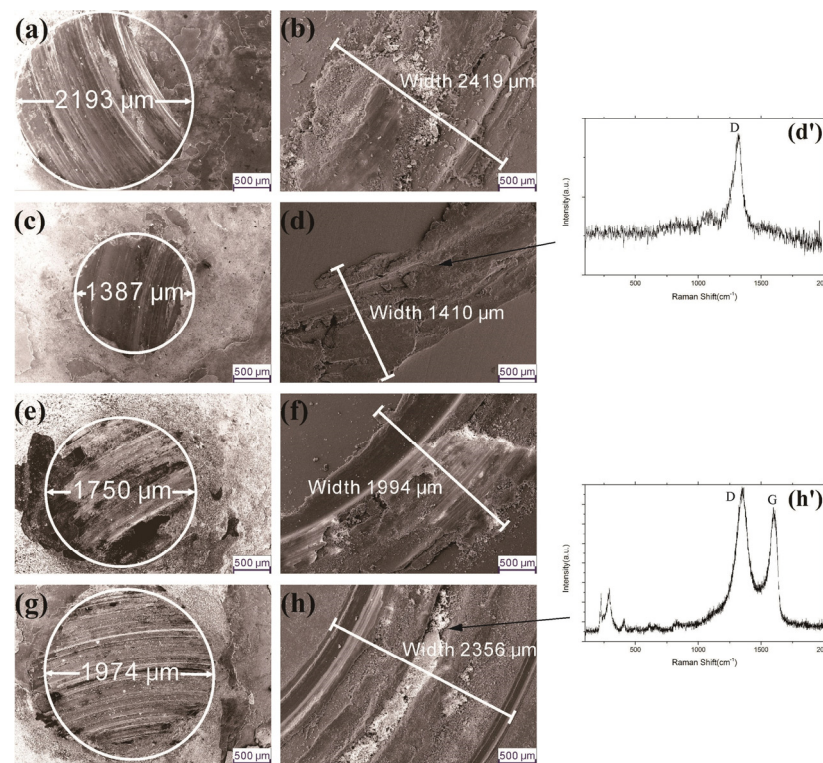 (a)
2193 µm
500 µm
(b)
Width 2419 µm
500 µm
(c)
1387 µm
500 µm
(d)
Width 1410 µm
500 µm
(d')
D
Intensity(a.u.)
500
1000
1500
Raman Shift(cm⁻¹)
(e)
1750 µm
500 µm
(f)
Width 1994 µm
500 µm
(g)
1974 µm
500 µm
(h)
Width 2356 µm
500 µm
(h')
D
G
Intensity(a.u.)
500
1000
1500
Raman Shift(cm⁻¹)